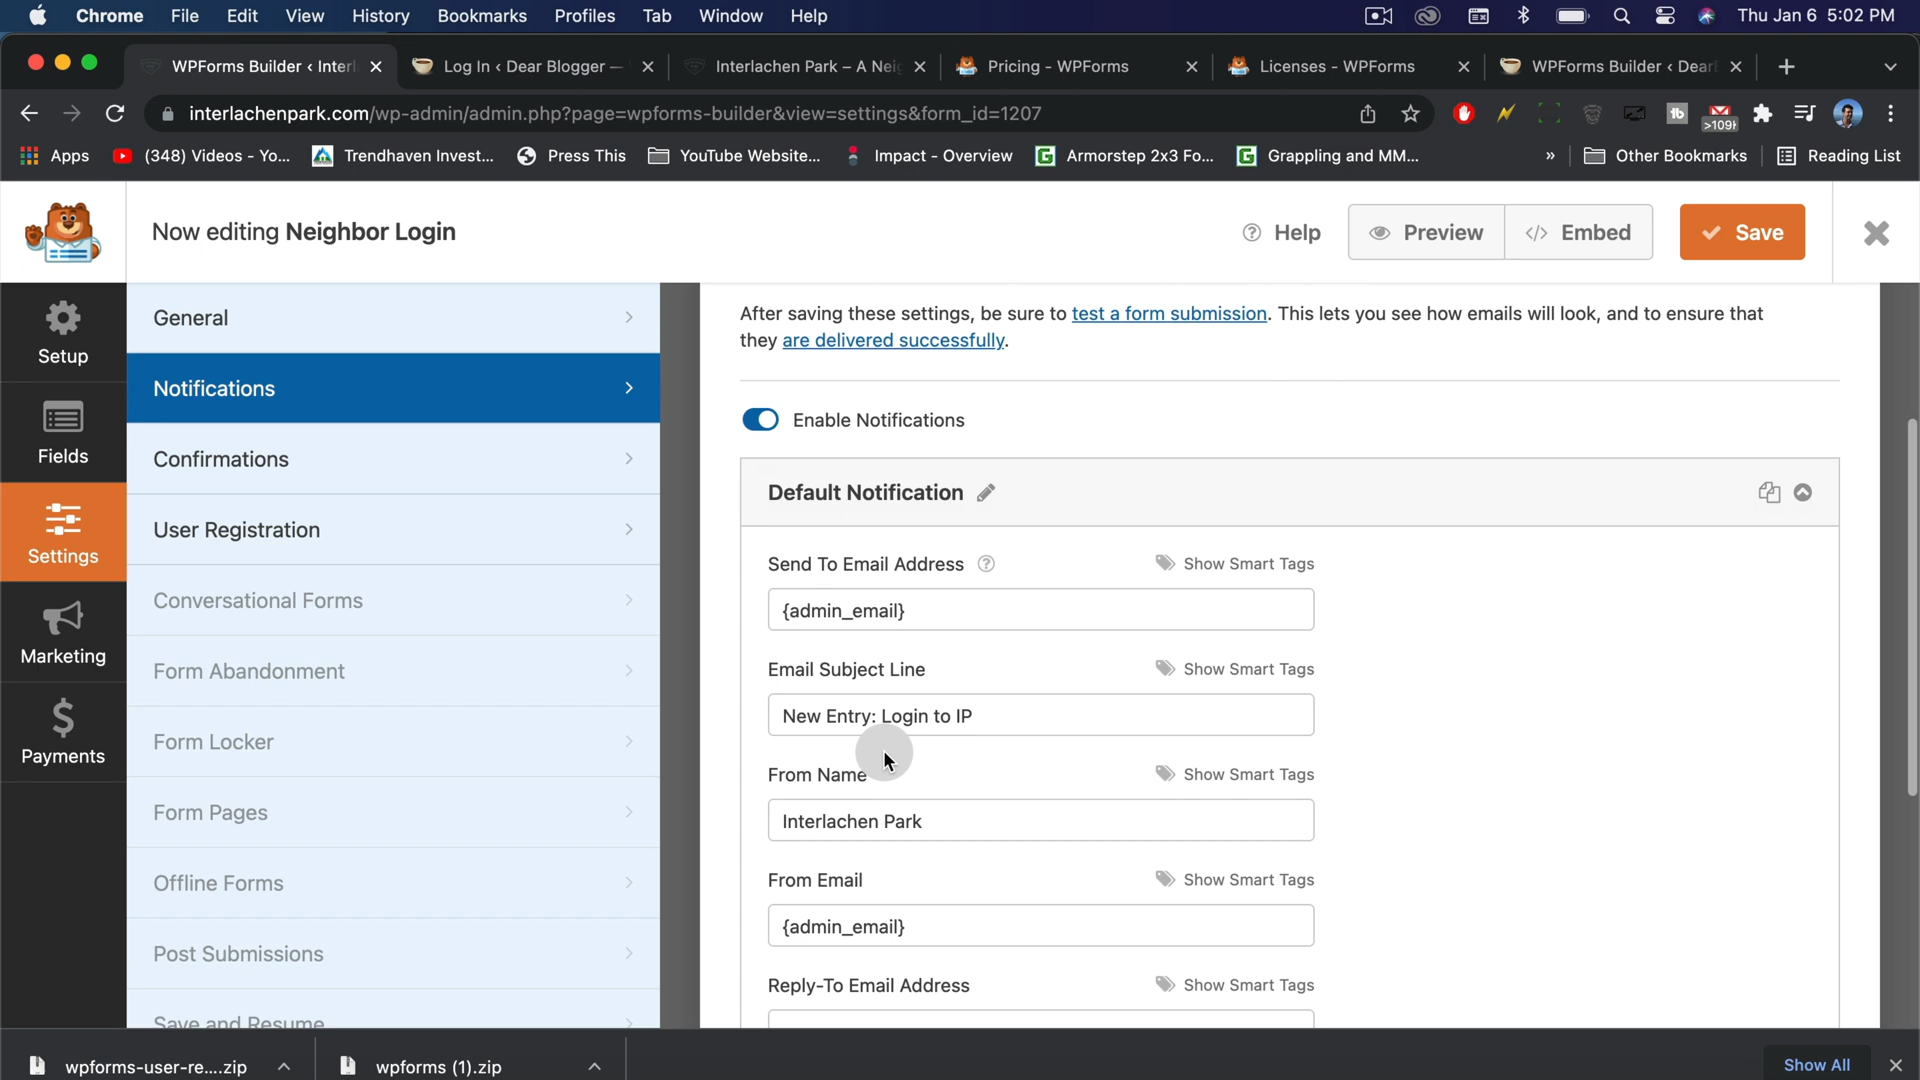 Chrome File Edit View History Bookmarks Profiles Tab Window Help Thu Jan 6 5:02 PM
WPForms Builder ‹ Interl Log In ‹ Dear Blogger — Interlachen Park – A Nei Pricing - WPForms Licenses - WPForms WPForms Builder ‹ Dear
interlachenpark.com/wp-admin/admin.php?page=wpforms-builder&view=settings&form_id=1207 tb >109k
Apps (348) Videos - Yo... Trendhaven Invest... Press This YouTube Website... Impact - Overview Armorstep 2x3 Fo... Grappling and MM... » Other Bookmarks Reading List
Now editing Neighbor Login Help Preview Embed Save
Setup
Fields
Settings
Marketing
Payments
General
Notifications
Confirmations
User Registration
Conversational Forms
Form Abandonment
Form Locker
Form Pages
Offline Forms
Post Submissions
Save and Resume
After saving these settings, be sure to test a form submission. This lets you see how emails will look, and to ensure that
they are delivered successfully.
Enable Notifications
Default Notification
Send To Email Address Show Smart Tags
{admin_email}
Email Subject Line Show Smart Tags
New Entry: Login to IP
From Name Show Smart Tags
Interlachen Park
From Email Show Smart Tags
{admin_email}
Reply-To Email Address Show Smart Tags
wpforms-user-re....zip wpforms (1).zip Show All